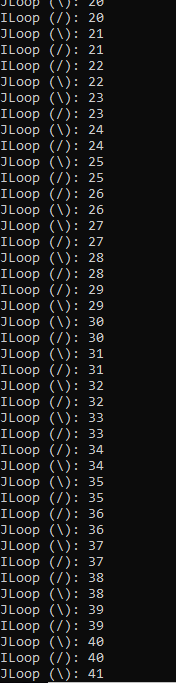 JLoop (\): 20
ILoop (/): 20
JLoop (\): 21
ILoop (/): 21
ILoop (/): 22
JLoop (\): 22
JLoop (\): 23
ILoop (/): 23
JLoop (\): 24
ILoop (/): 24
JLoop (\): 25
ILoop (/): 25
ILoop (/): 26
JLoop (\): 26
JLoop (\): 27
ILoop (/): 27
JLoop (\): 28
ILoop (/): 28
ILoop (/): 29
JLoop (\): 29
JLoop (\): 30
ILoop (/): 30
JLoop (\): 31
ILoop (/): 31
JLoop (\): 32
ILoop (/): 32
JLoop (\): 33
ILoop (/): 33
ILoop (/): 34
JLoop (\): 34
JLoop (\): 35
ILoop (/): 35
ILoop (/): 36
JLoop (\): 36
JLoop (\): 37
ILoop (/): 37
ILoop (/): 38
JLoop (\): 38
JLoop (\): 39
ILoop (/): 39
JLoop (\): 40
ILoop (/): 40
JLoop (\): 41